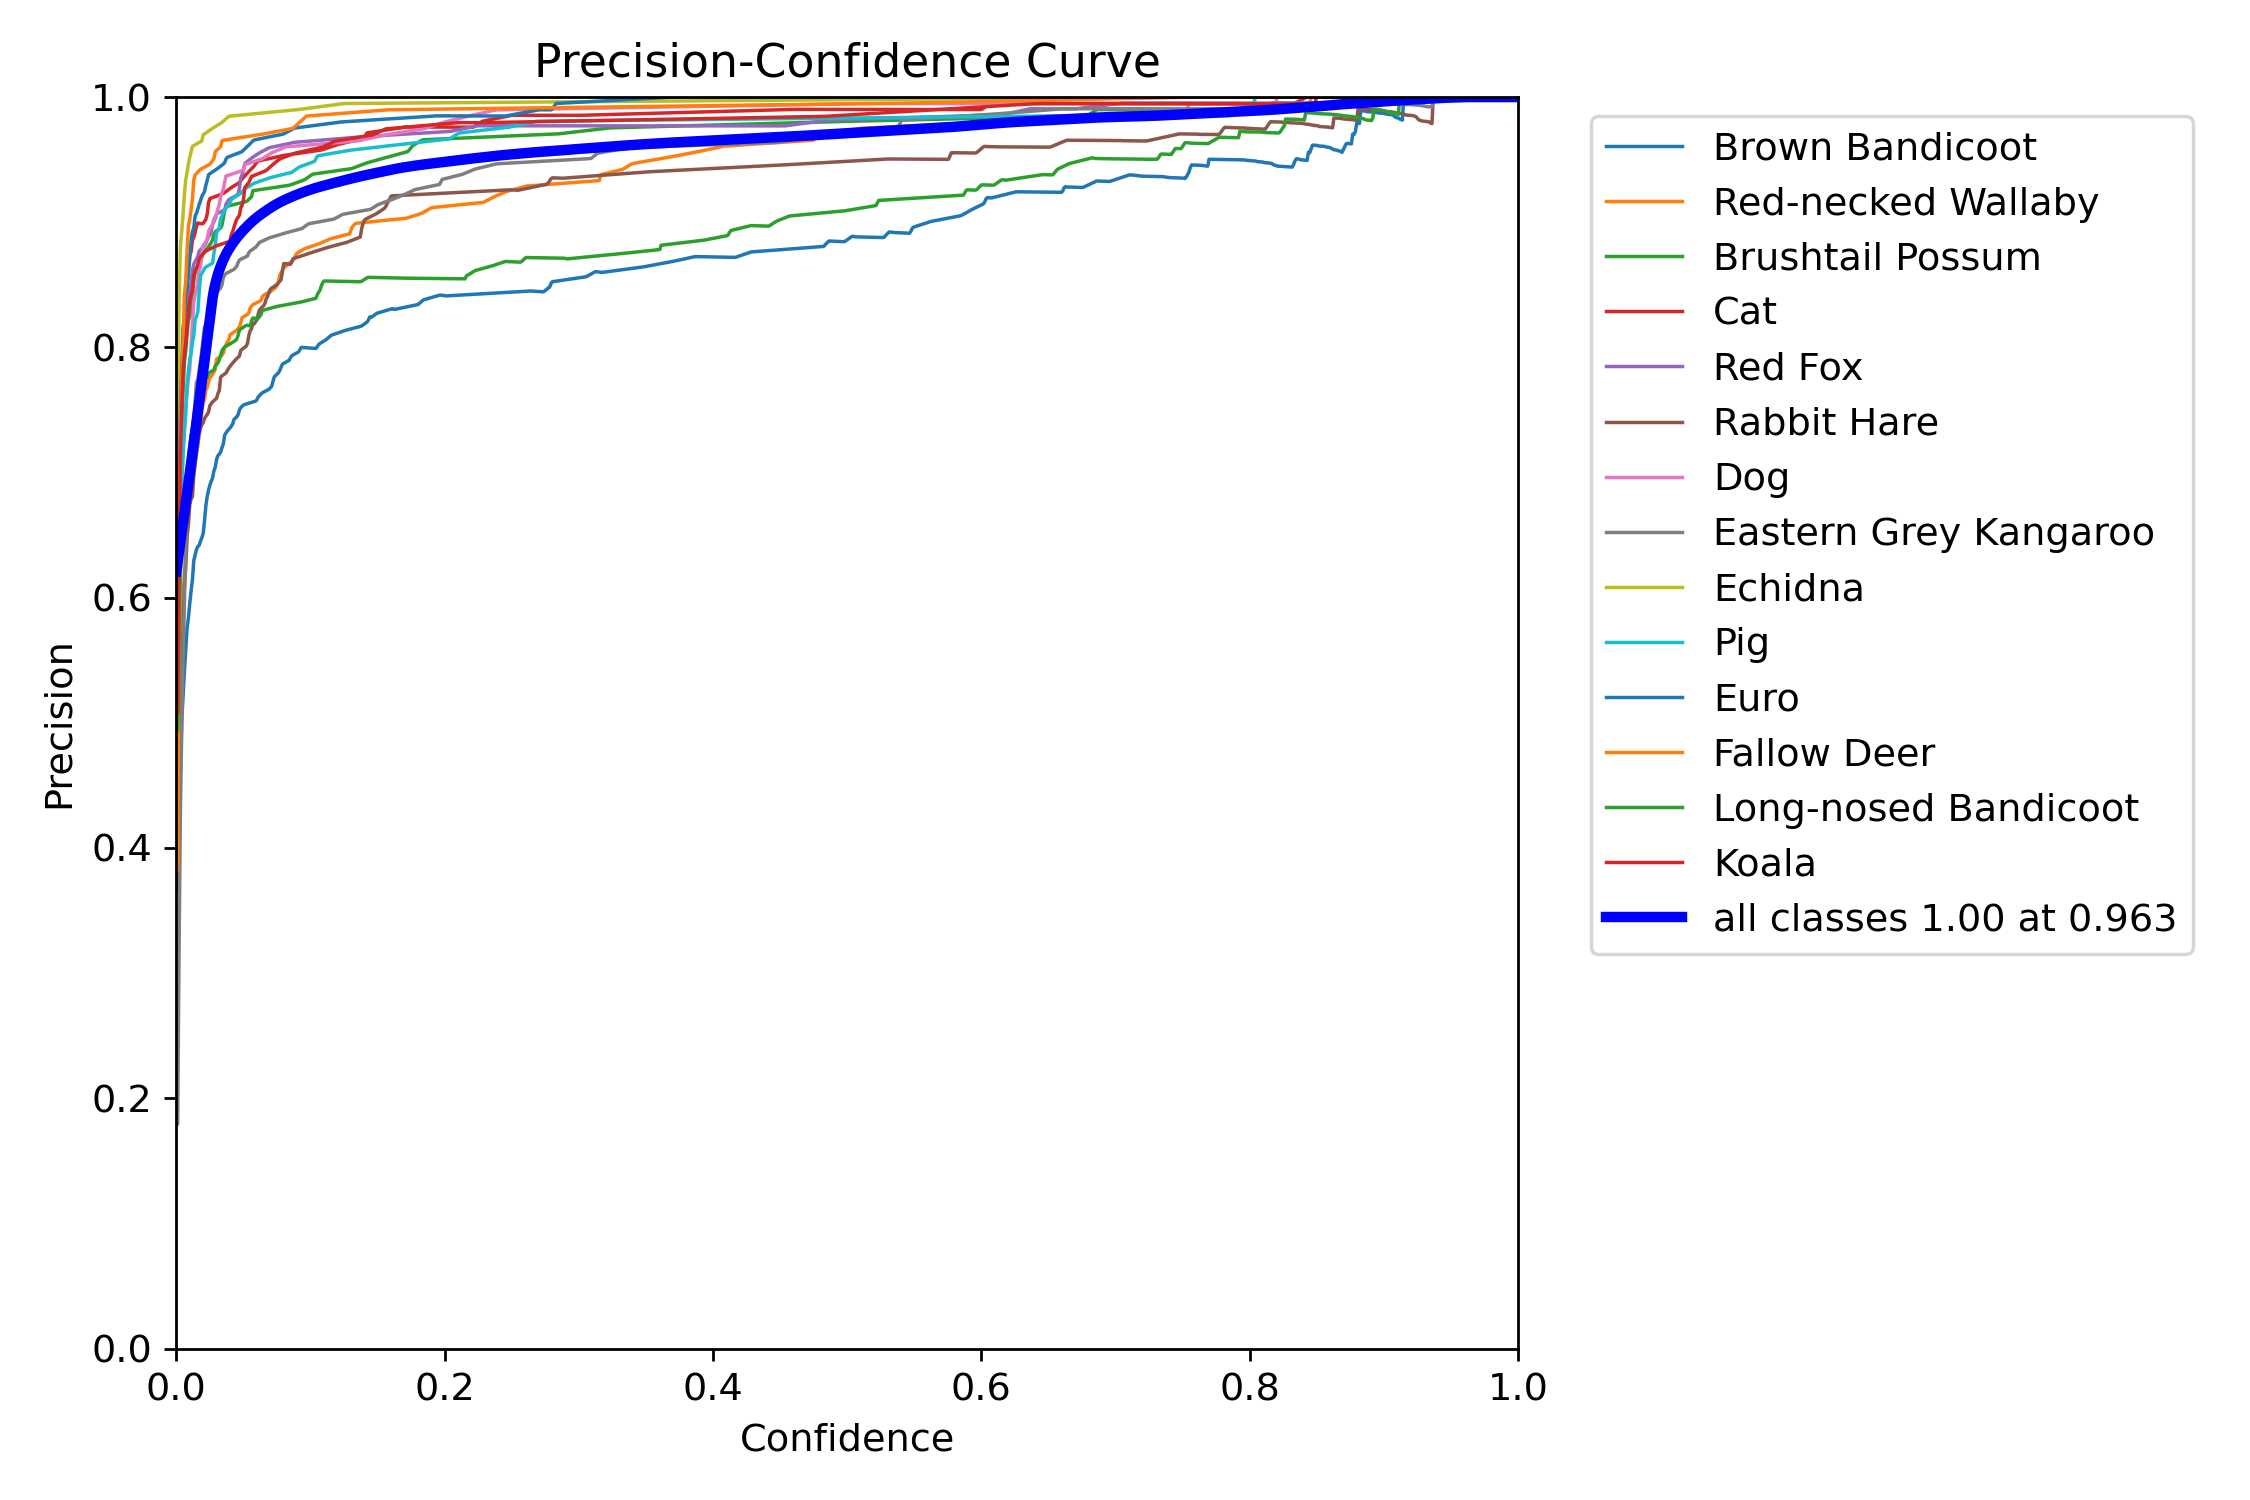 Precision-Confidence Curve
1.0
0.8
0.6
0.4
0.2
0.0
Precision
0.0 0.2 0.4 0.6 0.8 1.0
Confidence
Brown Bandicoot
Red-necked Wallaby
Brushtail Possum
Cat
Red Fox
Rabbit Hare
Dog
Eastern Grey Kangaroo
Echidna
Pig
Euro
Fallow Deer
Long-nosed Bandicoot
Koala
all classes 1.00 at 0.963